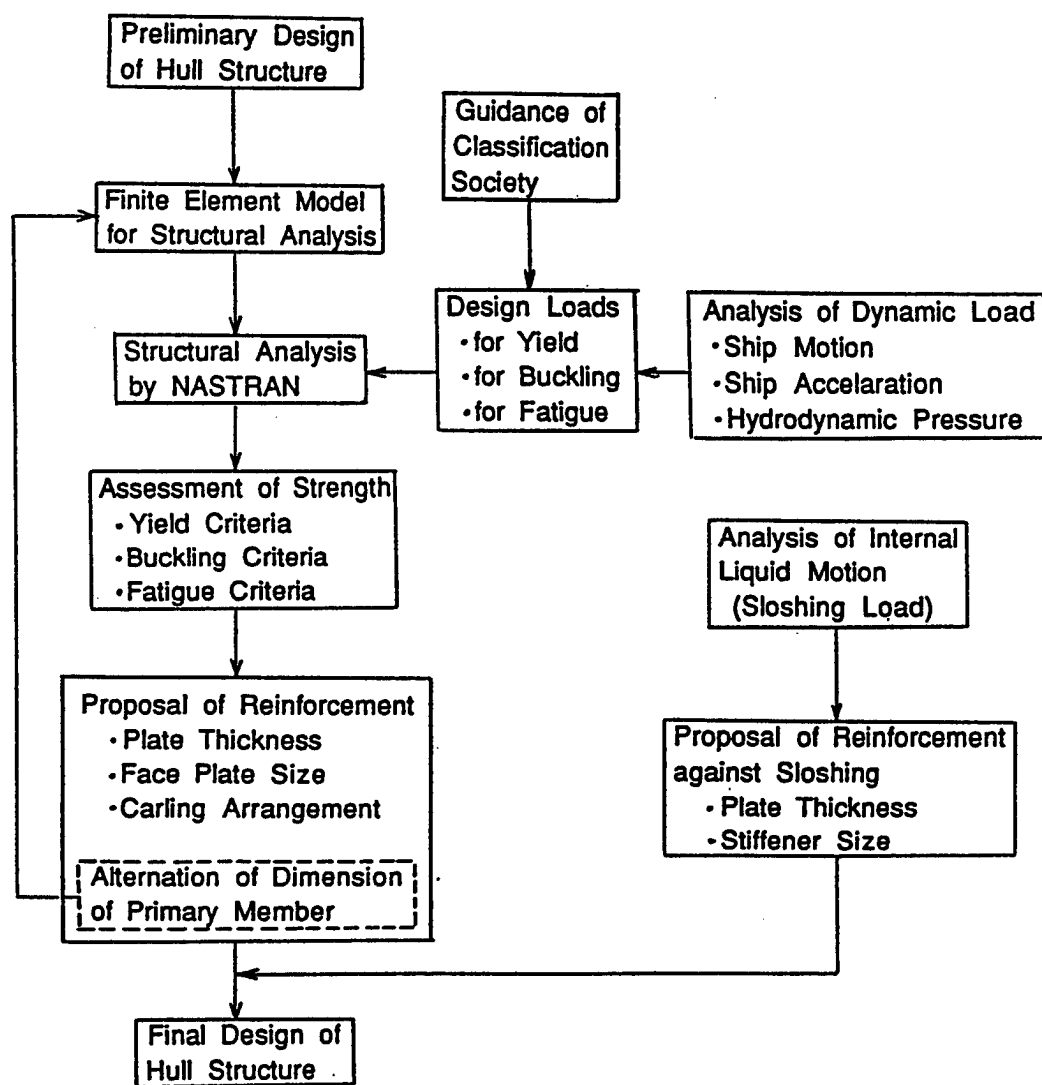 Preliminary Design
of Hull Structure
Guidance of
Classification
Society
Finite Element Model
for Structural Analysis
Design Loads
•for Yield
•for Buckling
•for Fatigue
Analysis of Dynamic Load
•Ship Motion
•Ship Accelaration
•Hydrodynamic Pressure
Structural Analysis
by NASTRAN
Assessment of Strength
•Yield Criteria
•Buckling Criteria
•Fatigue Criteria
Analysis of Internal
Liquid Motion
(Sloshing Load)
Proposal of Reinforcement
•Plate Thickness
•Face Plate Size
•Carling Arrangement
Alternation of Dimension
of Primary Member
Proposal of Reinforcement
against Sloshing
•Plate Thickness
•Stiffener Size
Final Design of
Hull Structure